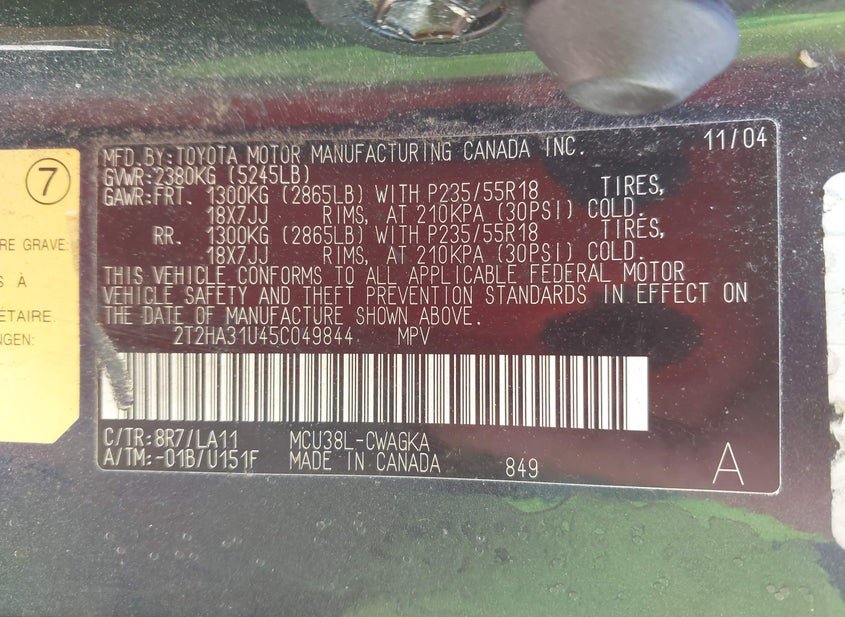 7
RE GRAVE
S À
ÉTAIRE.
NGEN:
MFD.BY:TOYOTA MOTOR MANUFACTURING CANADA INC. 11/04
GVWR:2380KG (5245LB)
GAWR:FRT. 1300KG (2865LB) WITH P235/55R18 TIRES,
18X7JJ RIMS, AT 210KPA (30PSI) COLD.
RR. 1300KG (2865LB) WITH P235/55R18 TIRES,
18X7JJ RIMS, AT 210KPA (30PSI) COLD.
THIS VEHICLE CONFORMS TO ALL APPLICABLE FEDERAL MOTOR
VEHICLE SAFETY AND THEFT PREVENTION STANDARDS IN EFFECT ON
THE DATE OF MANUFACTURE SHOWN ABOVE.
2T2HA31U45C049844 MPV
C/TR:8R7/LA11 MCU38L-CWAGKA
A/TM:-01B/U151F MADE IN CANADA 849 A